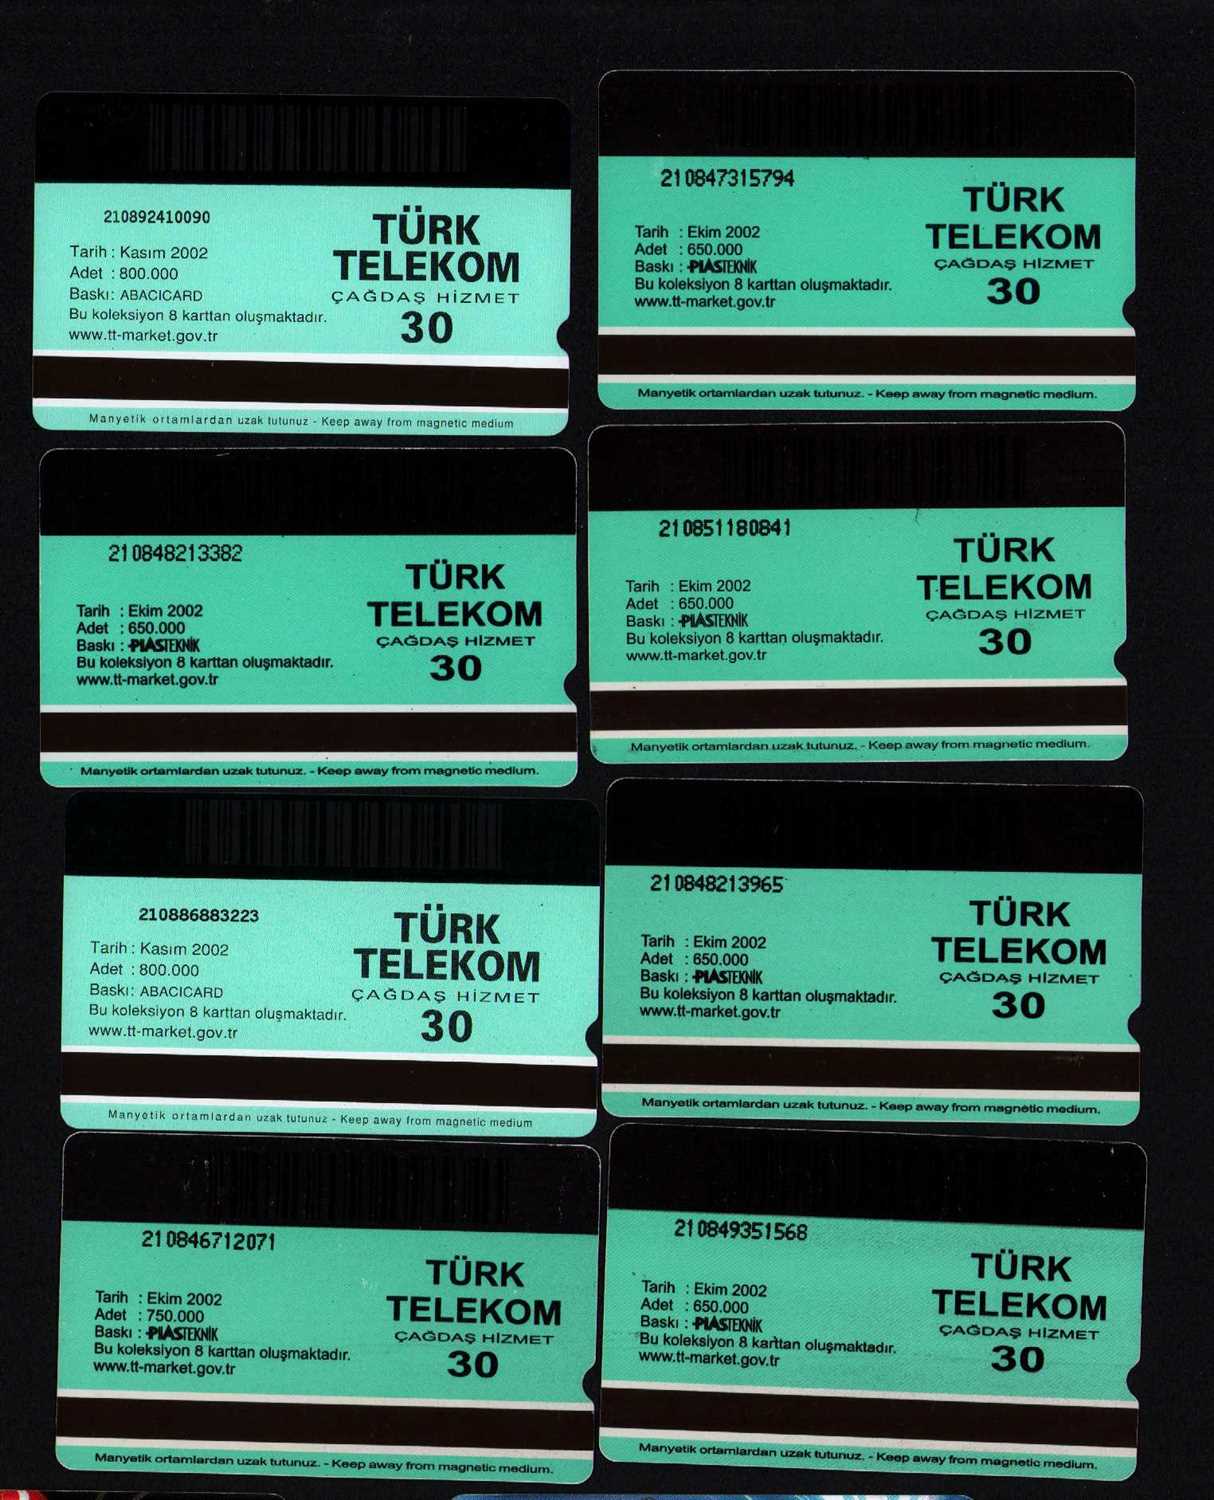 210892410090
Tarih : Kasım 2002
Adet : 800.000
Baskı: ABACICARD
Bu koleksiyon 8 karttan oluşmaktadır.
www.tt-market.gov.tr
TÜRK
TELEKOM
ÇAĞDAŞ HİZMET
30
Manyetik ortamlardan uzak tutunuz - Keep away from magnetic medium
210847315794
Tarih : Ekim 2002
Adet : 650.000
Baskı : PLASTEKNİK
Bu koleksiyon 8 karttan oluşmaktadır.
www.tt-market.gov.tr
TÜRK
TELEKOM
ÇAĞDAŞ HİZMET
30
Manyetik ortamlardan uzak tutunuz. - Keep away from magnetic medium.
210848213382
Tarih : Ekim 2002
Adet : 650.000
Baskı : PLASTEKNİK
Bu koleksiyon 8 karttan oluşmaktadır.
www.tt-market.gov.tr
TÜRK
TELEKOM
ÇAĞDAŞ HİZMET
30
Manyetik ortamlardan uzak tutunuz. - Keep away from magnetic medium.
210851180841
Tarih : Ekim 2002
Adet : 650.000
Baskı : PLASTEKNİK
Bu koleksiyon 8 karttan oluşmaktadır.
www.tt-market.gov.tr
TÜRK
TELEKOM
ÇAĞDAŞ HİZMET
30
Manyetik ortamlardan uzak tutunuz. - Keep away from magnetic medium.
210886883223
Tarih : Kasım 2002
Adet : 800.000
Baskı: ABACICARD
Bu koleksiyon 8 karttan oluşmaktadır.
www.tt-market.gov.tr
TÜRK
TELEKOM
ÇAĞDAŞ HİZMET
30
Manyetik ortamlardan uzak tutunuz - Keep away from magnetic medium
210848213965
Tarih : Ekim 2002
Adet : 650.000
Baskı : PLASTEKNİK
Bu koleksiyon 8 karttan oluşmaktadır.
www.tt-market.gov.tr
TÜRK
TELEKOM
ÇAĞDAŞ HİZMET
30
Manyetik ortamlardan uzak tutunuz. - Keep away from magnetic medium.
210846712071
Tarih : Ekim 2002
Adet : 750.000
Baskı : PLASTEKNİK
Bu koleksiyon 8 karttan oluşmaktadır.
www.tt-market.gov.tr
TÜRK
TELEKOM
ÇAĞDAŞ HİZMET
30
Manyetik ortamlardan uzak tutunuz. - Keep away from magnetic medium.
210849351568
Tarih : Ekim 2002
Adet : 650.000
Baskı : PLASTEKNİK
Bu koleksiyon 8 karttan oluşmaktadır.
www.tt-market.gov.tr
TÜRK
TELEKOM
ÇAĞDAŞ HİZMET
30
Manyetik ortamlardan uzak tutunuz. - Keep away from magnetic medium.